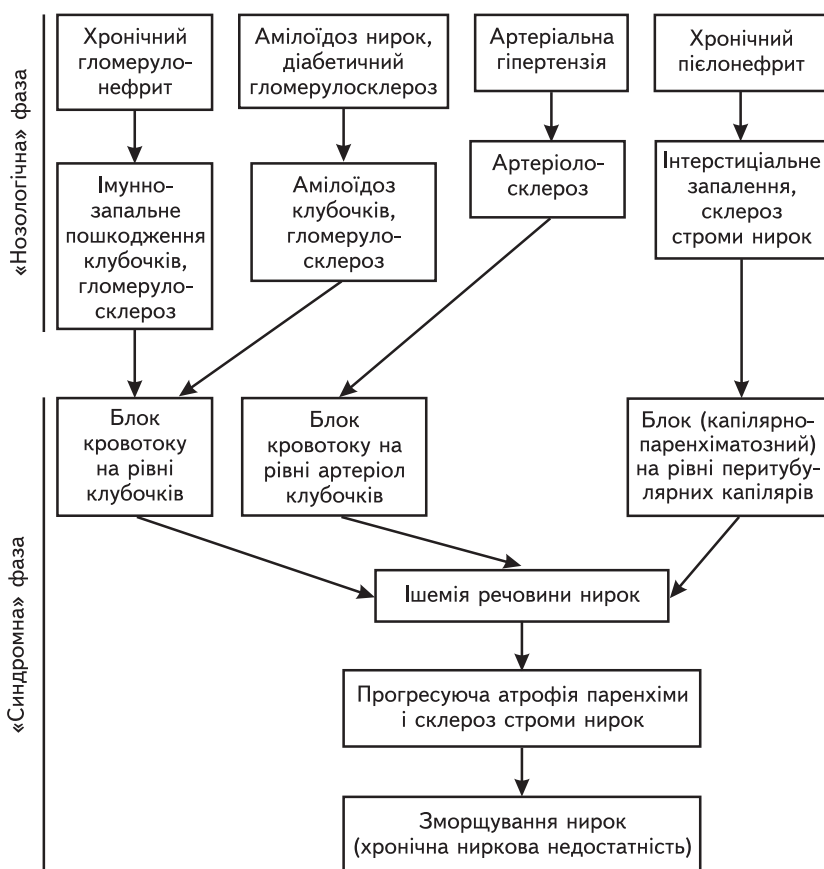 «Нозологічна» фаза
Хронічний
гломеруло-
нефрит
Амілоїдоз нирок,
діабетичний
гломерулосклероз
Артеріальна
гіпертензія
Хронічний
пієлонефрит
Імунно-
запальне
пошкодження
клубочків,
гломеруло-
склероз
Амілоїдоз
клубочків,
гломеруло-
склероз
Артеріоло-
склероз
Інтерстиціальне
запалення,
склероз
строми нирок
«Синдромна» фаза
Блок
кровотоку
на рівні
клубочків
Блок
кровотоку на
рівні артеріол
клубочків
Блок (капілярно-
паренхіматозний)
на рівні перитубу-
лярних капілярів
Ішемія речовини нирок
Прогресуюча атрофія паренхіми
і склероз строми нирок
Зморщування нирок
(хронічна ниркова недостатність)